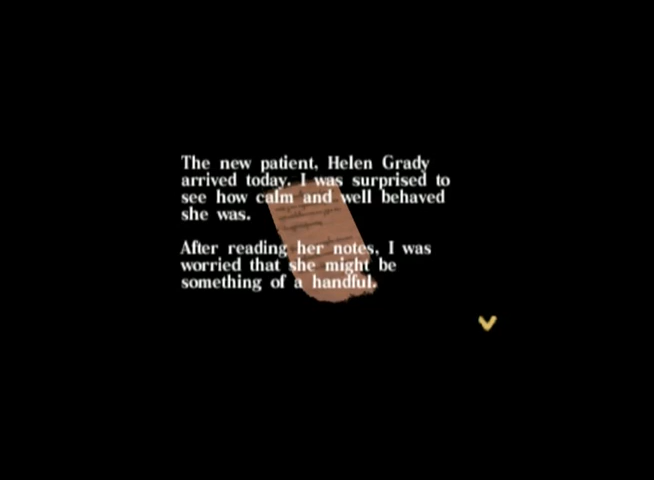 The new patient, Helen Grady
arrived today. I was surprised to
see how calm and well behaved
she was.
After reading her notes, I was
worried that she might be
something of a handful.